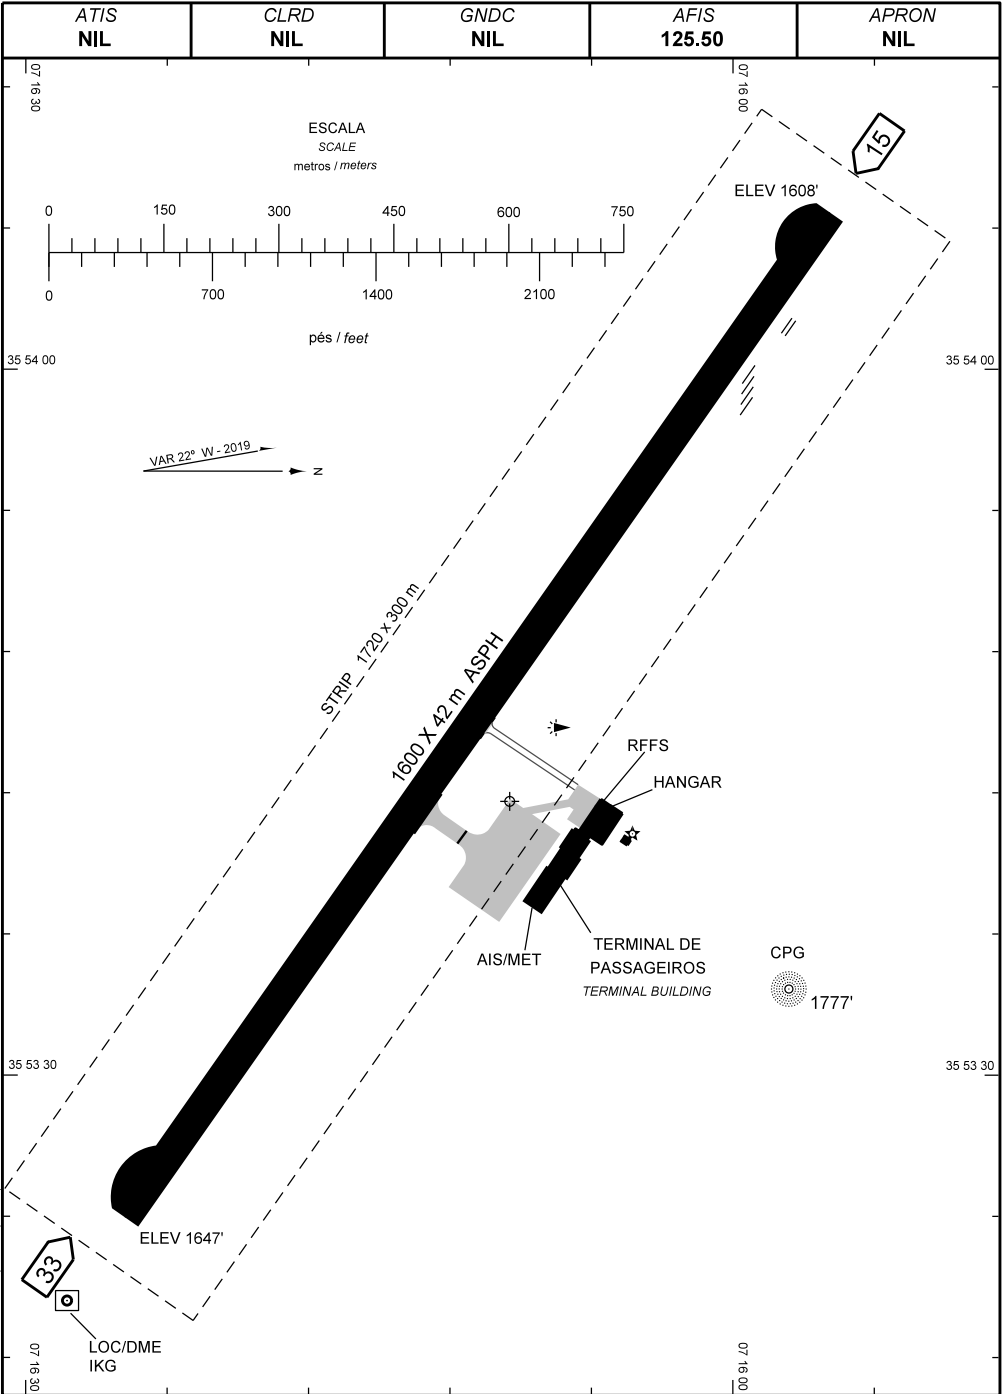 ATIS
NIL
CLRD
NIL
GNDC
NIL
AFIS
125.50
APRON
NIL
07 16 30
07 16 00
ESCALA
SCALE
metros / meters
0 150 300 450 600 750
0 700 1400 2100
pés / feet
15
ELEV 1608'
35 54 00
35 54 00
VAR 22º W - 2019
N
STRIP 1720 x 300 m
1600 X 42 m ASPH
RFFS
HANGAR
TERMINAL DE
PASSAGEIROS
TERMINAL BUILDING
AIS/MET
CPG
1777'
35 53 30
35 53 30
ELEV 1647'
33
LOC/DME
IKG
07 16 30
07 16 00